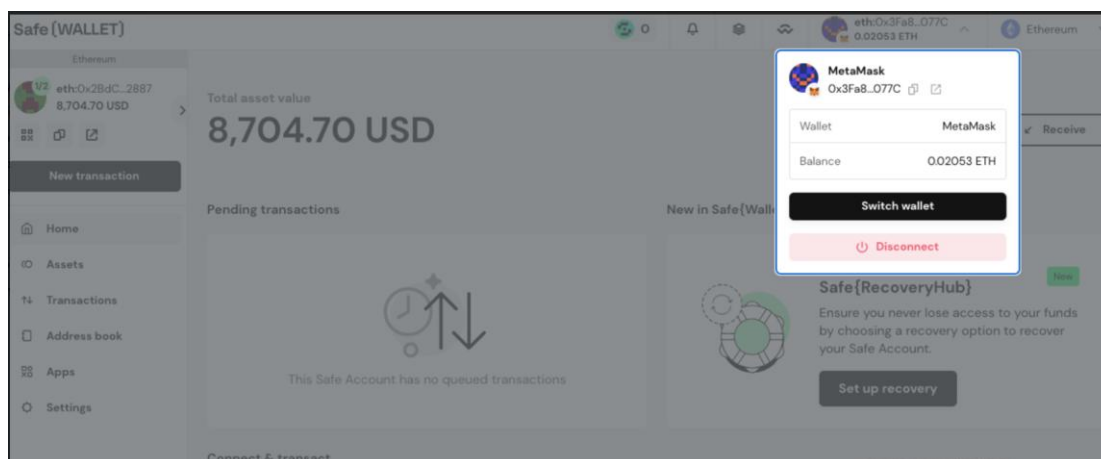 Safe{WALLET}
0
eth:0x3Fa8...077C
0.02053 ETH
Ethereum
Ethereum
1/2
eth:0x2BdC...2887
8,704.70 USD
New transaction
Home
Assets
Transactions
Address book
Apps
Settings
Total asset value
8,704.70 USD
Receive
MetaMask
0x3Fa8...077C
Wallet MetaMask
Balance 0.02053 ETH
Switch wallet
Disconnect
Pending transactions
This Safe Account has no queued transactions
New in Safe{Wall
New
Safe{RecoveryHub}
Ensure you never lose access to your funds
by choosing a recovery option to recover
your Safe Account.
Set up recovery
Connect & transact